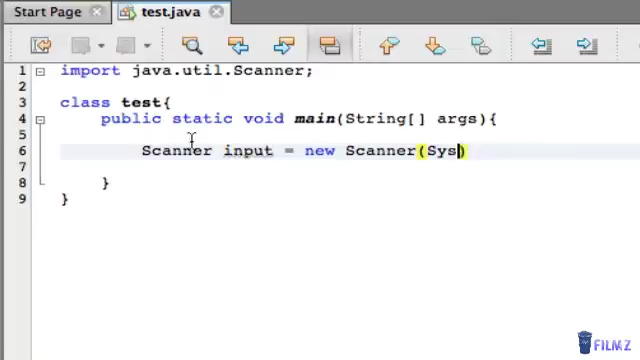 Start Page test.java
1 import java.util.Scanner;
2
3 class test{
4 public static void main(String[] args){
5
6 Scanner input = new Scanner(Sys)
7
8 }
9 }
FILMZ